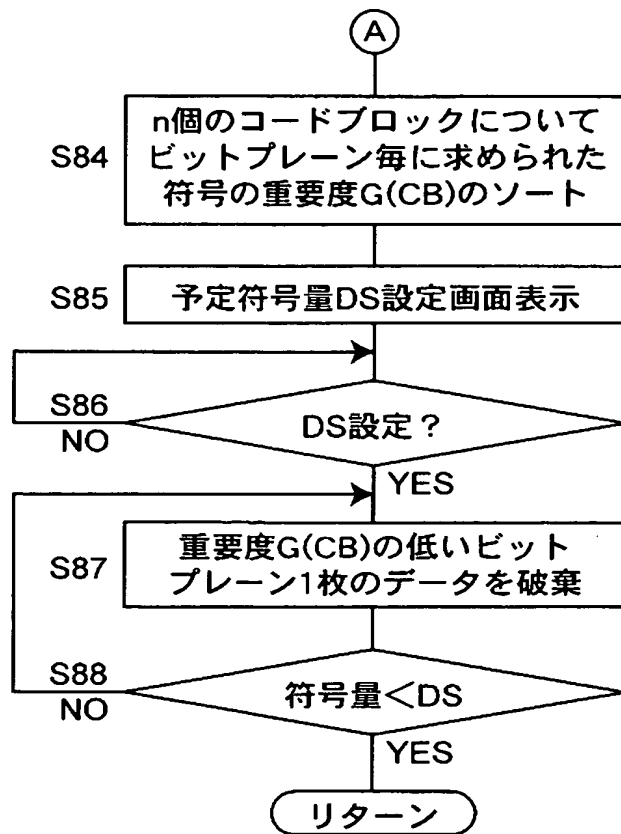 A
n個のコードブロックについて
S84
ビットプレーン毎に求められた
符号の重要度G(CB)のソート
S85
予定符号量DS設定画面表示
S86
NO
DS設定？
YES
重要度G(CB)の低いビット
S87
プレーン1枚のデータを破棄
S88
NO
符号量＜DS
YES
リターン